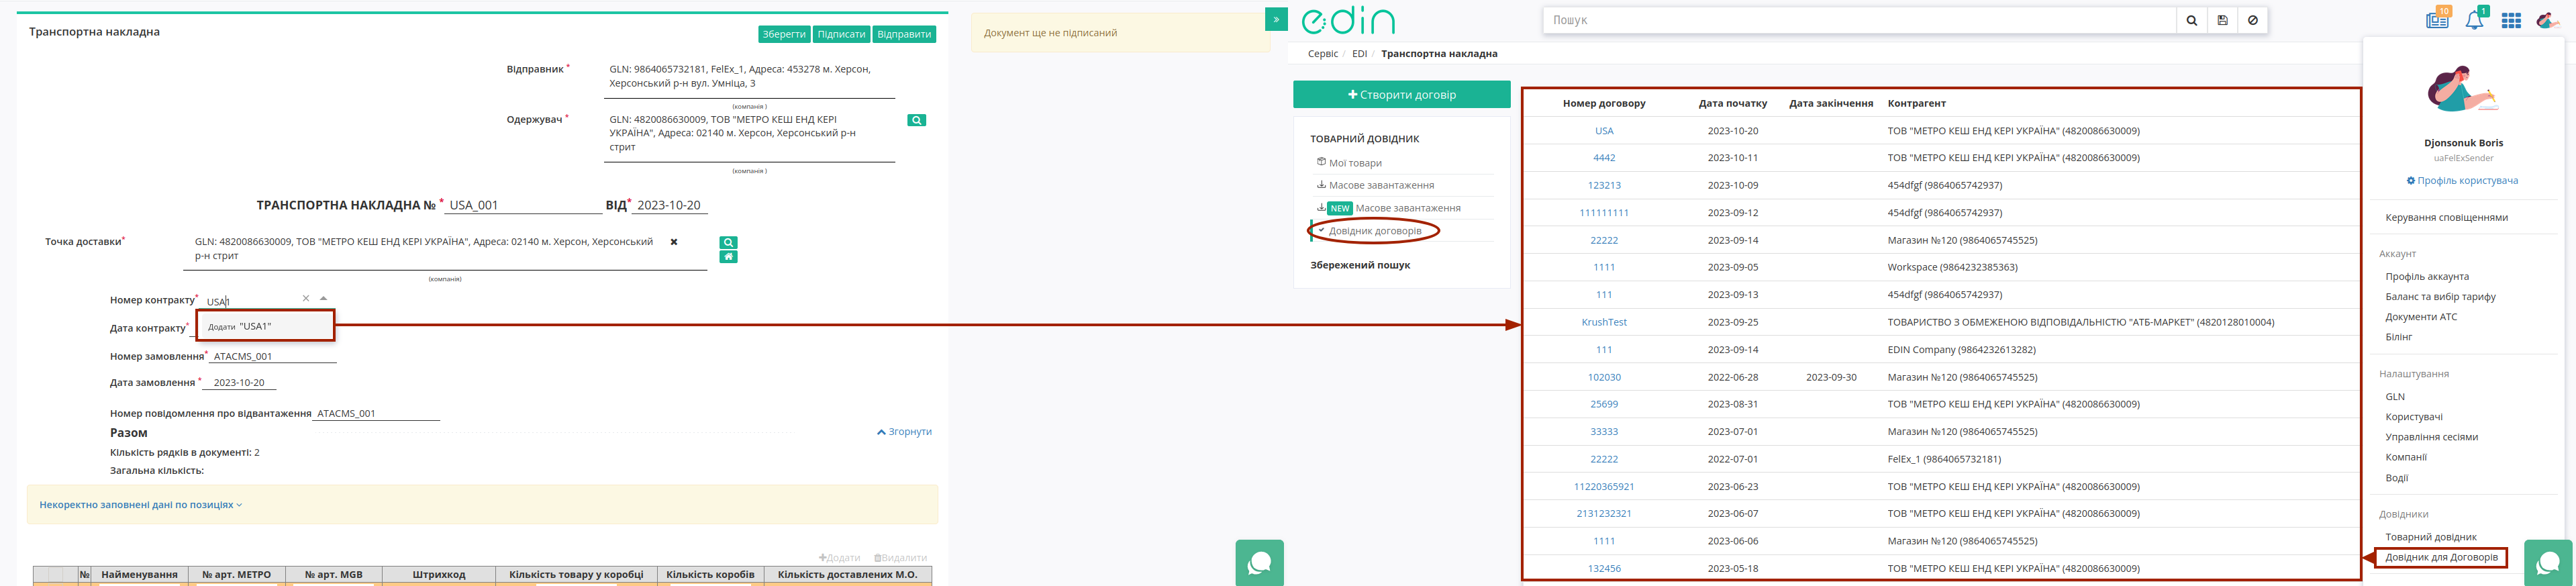 Транспортна накладна
Зберегти Підписати Відправити
Відправник *
GLN: 9864065732181, FelEx_1, Адреса: 453278 м. Херсон,
Херсонський р-н вул. Умніца, 3
(компанія )
Одержувач *
GLN: 4820086630009, ТОВ "МЕТРО КЕШ ЕНД КЕРІ
УКРАЇНА", Адреса: 02140 м. Херсон, Херсонський р-н
стрит
(компанія )
ТРАНСПОРТНА НАКЛАДНА № * USA_001 ВІД * 2023-10-20
Точка доставки*
GLN: 4820086630009, ТОВ "МЕТРО КЕШ ЕНД КЕРІ УКРАЇНА", Адреса: 02140 м. Херсон, Херсонський
р-н стрит
(компанія)
Номер контракту* USA1
Додати "USA1"
Дата контракту*
Номер замовлення* ATACMS_001
Дата замовлення * 2023-10-20
Номер повідомлення про відвантаження ATACMS_001
Разом
Згорнути
Кількість рядків в документі: 2
Загальна кількість:
Некоректно заповнені дані по позиціях
Додати Видалити
№ Найменування № арт. МЕТРО № арт. MGB Штрихкод Кількість товару у коробці Кількість коробів Кількість доставлених М.О.
Документ ще не підписаний
»
edin
Пошук
10
1
Сервіс / EDI / Транспортна накладна
Створити договір
ТОВАРНИЙ ДОВІДНИК
Мої товари
Масове завантаження
NEW Масове завантаження
Довідник договорів
Збережений пошук
Номер договору Дата початку Дата закінчення Контрагент
USA 2023-10-20 ТОВ "МЕТРО КЕШ ЕНД КЕРІ УКРАЇНА" (4820086630009)
4442 2023-10-11 ТОВ "МЕТРО КЕШ ЕНД КЕРІ УКРАЇНА" (4820086630009)
123213 2023-10-09 454dfgf (9864065742937)
111111111 2023-09-12 454dfgf (9864065742937)
22222 2023-09-14 Магазин №120 (9864065745525)
1111 2023-09-05 Workspace (9864232385363)
111 2023-09-13 454dfgf (9864065742937)
KrushTest 2023-09-25 ТОВАРИСТВО З ОБМЕЖЕНОЮ ВІДПОВІДАЛЬНІСТЮ "АТБ-МАРКЕТ" (4820128010004)
111 2023-09-14 EDIN Company (9864232613282)
102030 2022-06-28 2023-09-30 Магазин №120 (9864065745525)
25699 2023-08-31 ТОВ "МЕТРО КЕШ ЕНД КЕРІ УКРАЇНА" (4820086630009)
33333 2023-07-01 Магазин №120 (9864065745525)
22222 2022-07-01 FelEx_1 (9864065732181)
11220365921 2023-06-23 ТОВ "МЕТРО КЕШ ЕНД КЕРІ УКРАЇНА" (4820086630009)
2131232321 2023-06-07 ТОВ "МЕТРО КЕШ ЕНД КЕРІ УКРАЇНА" (4820086630009)
1111 2023-06-06 Магазин №120 (9864065745525)
132456 2023-05-18 ТОВ "МЕТРО КЕШ ЕНД КЕРІ УКРАЇНА" (4820086630009)
Djonsonuk Boris
uaFelExSender
Профіль користувача
Керування сповіщеннями
Аккаунт
Профіль аккаунта
Баланс та вибір тарифу
Документи АТС
Білінг
Налаштування
GLN
Користувачі
Управління сесіями
Компанії
Водії
Довідники
Товарний довідник
Довідник для Договорів